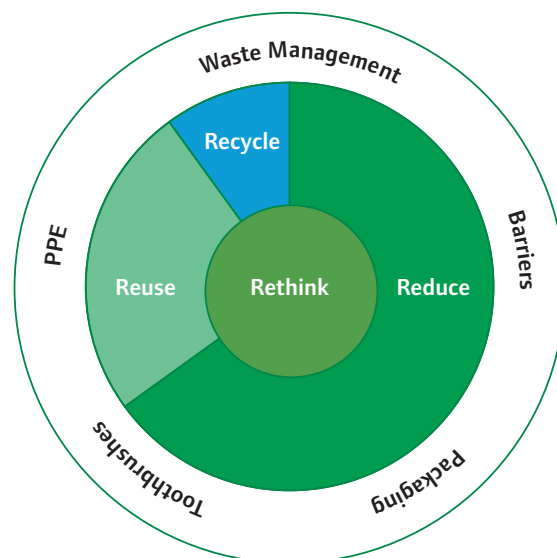 Waste Management
Recycle
PPE
Barriers
Reuse
Rethink
Reduce
Toothbrushes
Packaging